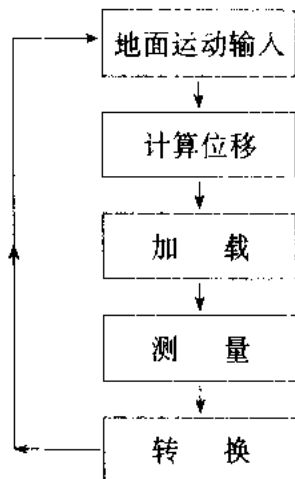 地面运动输入
计算位移
加 载
测 量
转 换